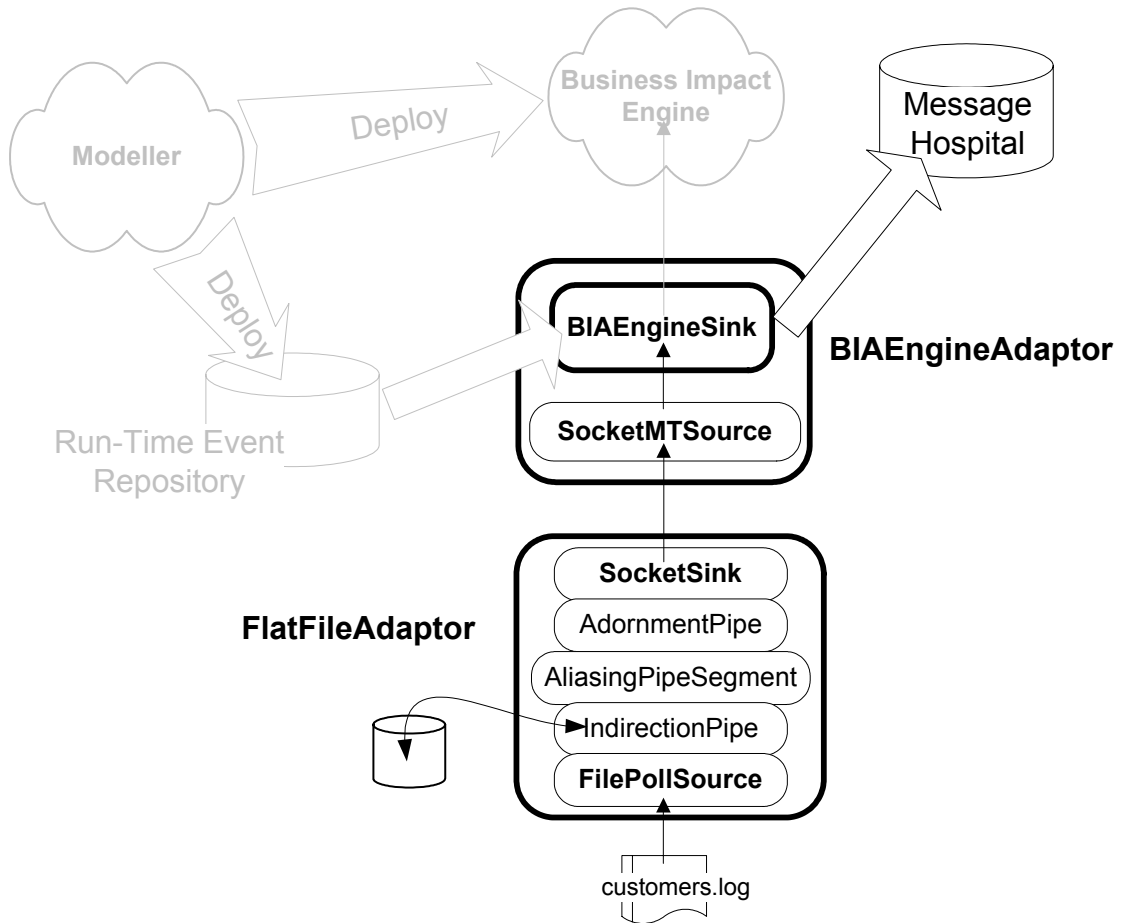 Business Impact
Engine
Message
Hospital
Deploy
Modeller
Deploy
BIAEngineSink
BIAEngineAdaptor
SocketMTSource
Run-Time Event
Repository
SocketSink
FlatFileAdaptor
AdornmentPipe
AliasingPipeSegment
IndirectionPipe
FilePollSource
customers.log